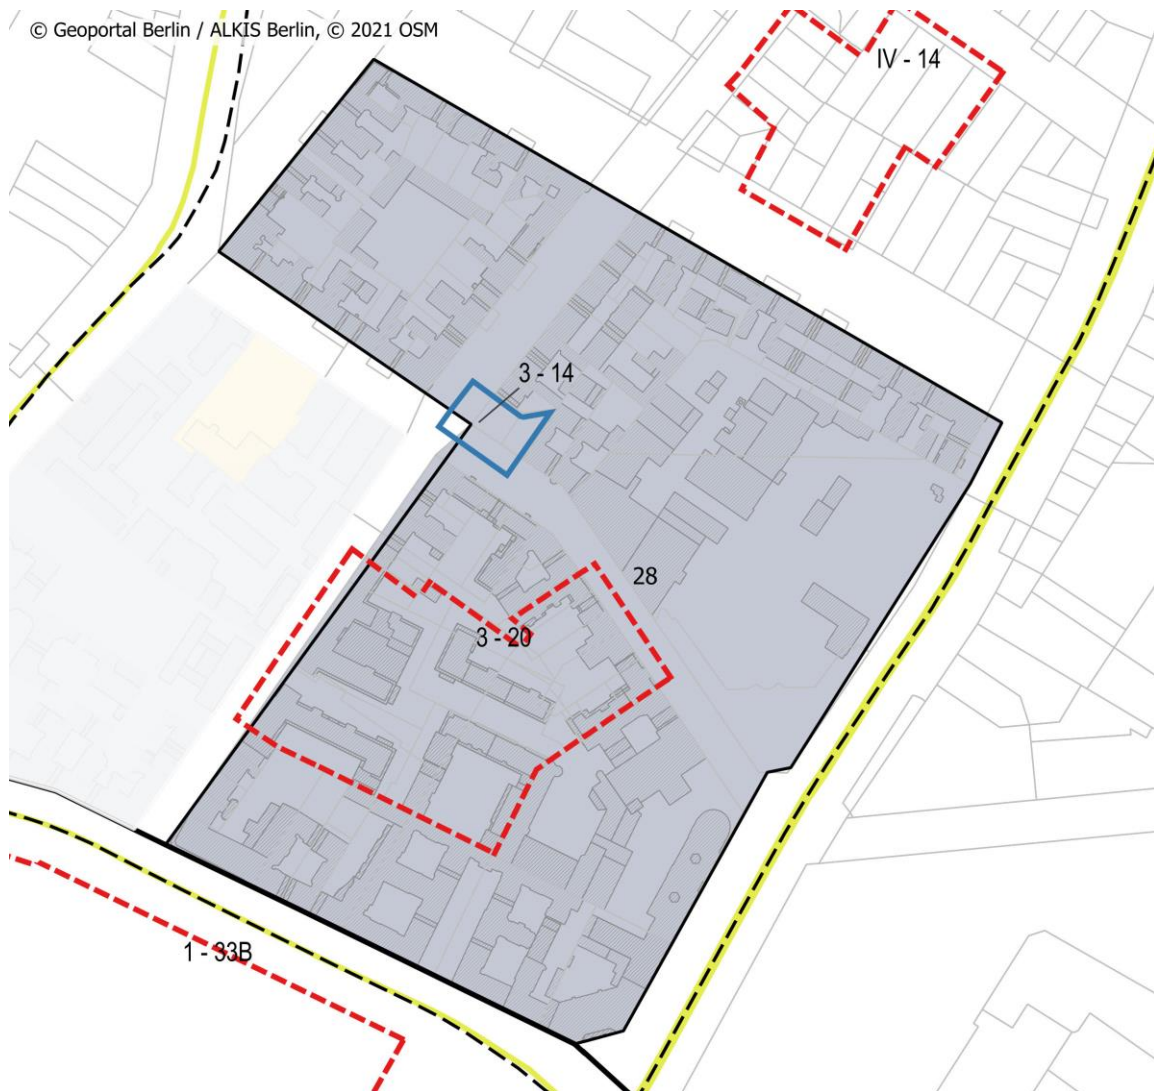 © Geoportal Berlin / ALKIS Berlin, © 2021 OSM
IV - 14
3 - 14
28
3 - 20
1 - 33B